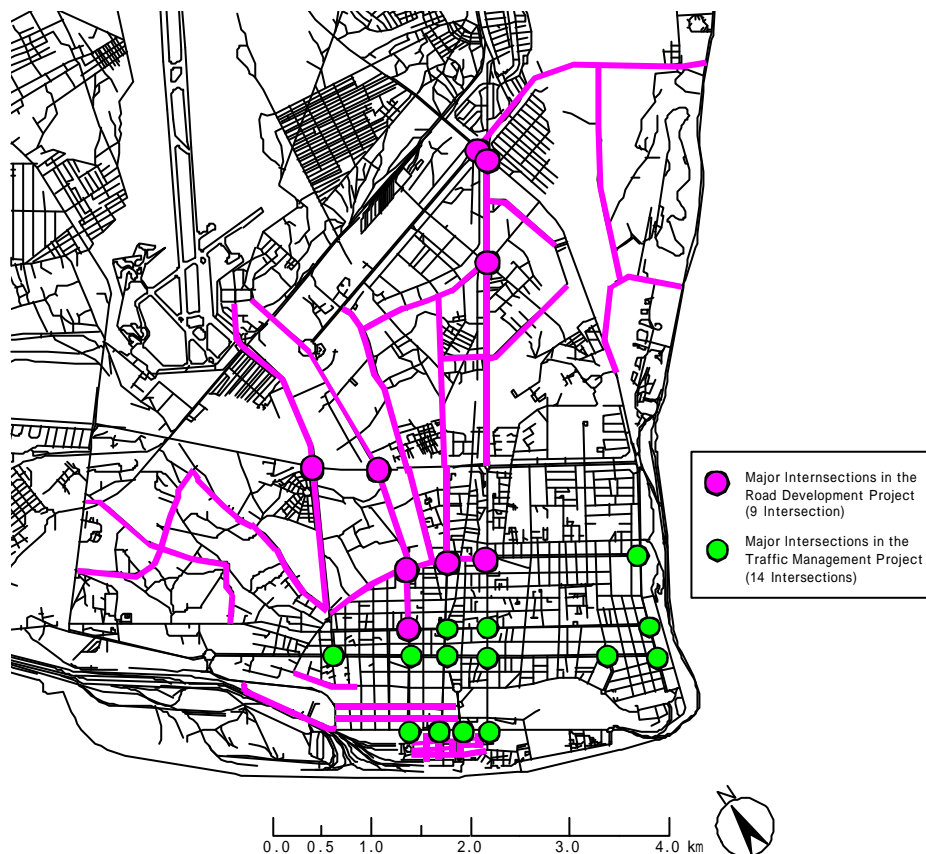 Major Internsections in the
Road Development Project
(9 Intersection)
Major Intersections in the
Traffic Management Project
(14 Intersections)
N
0.0 0.5 1.0 2.0 3.0 4.0 km